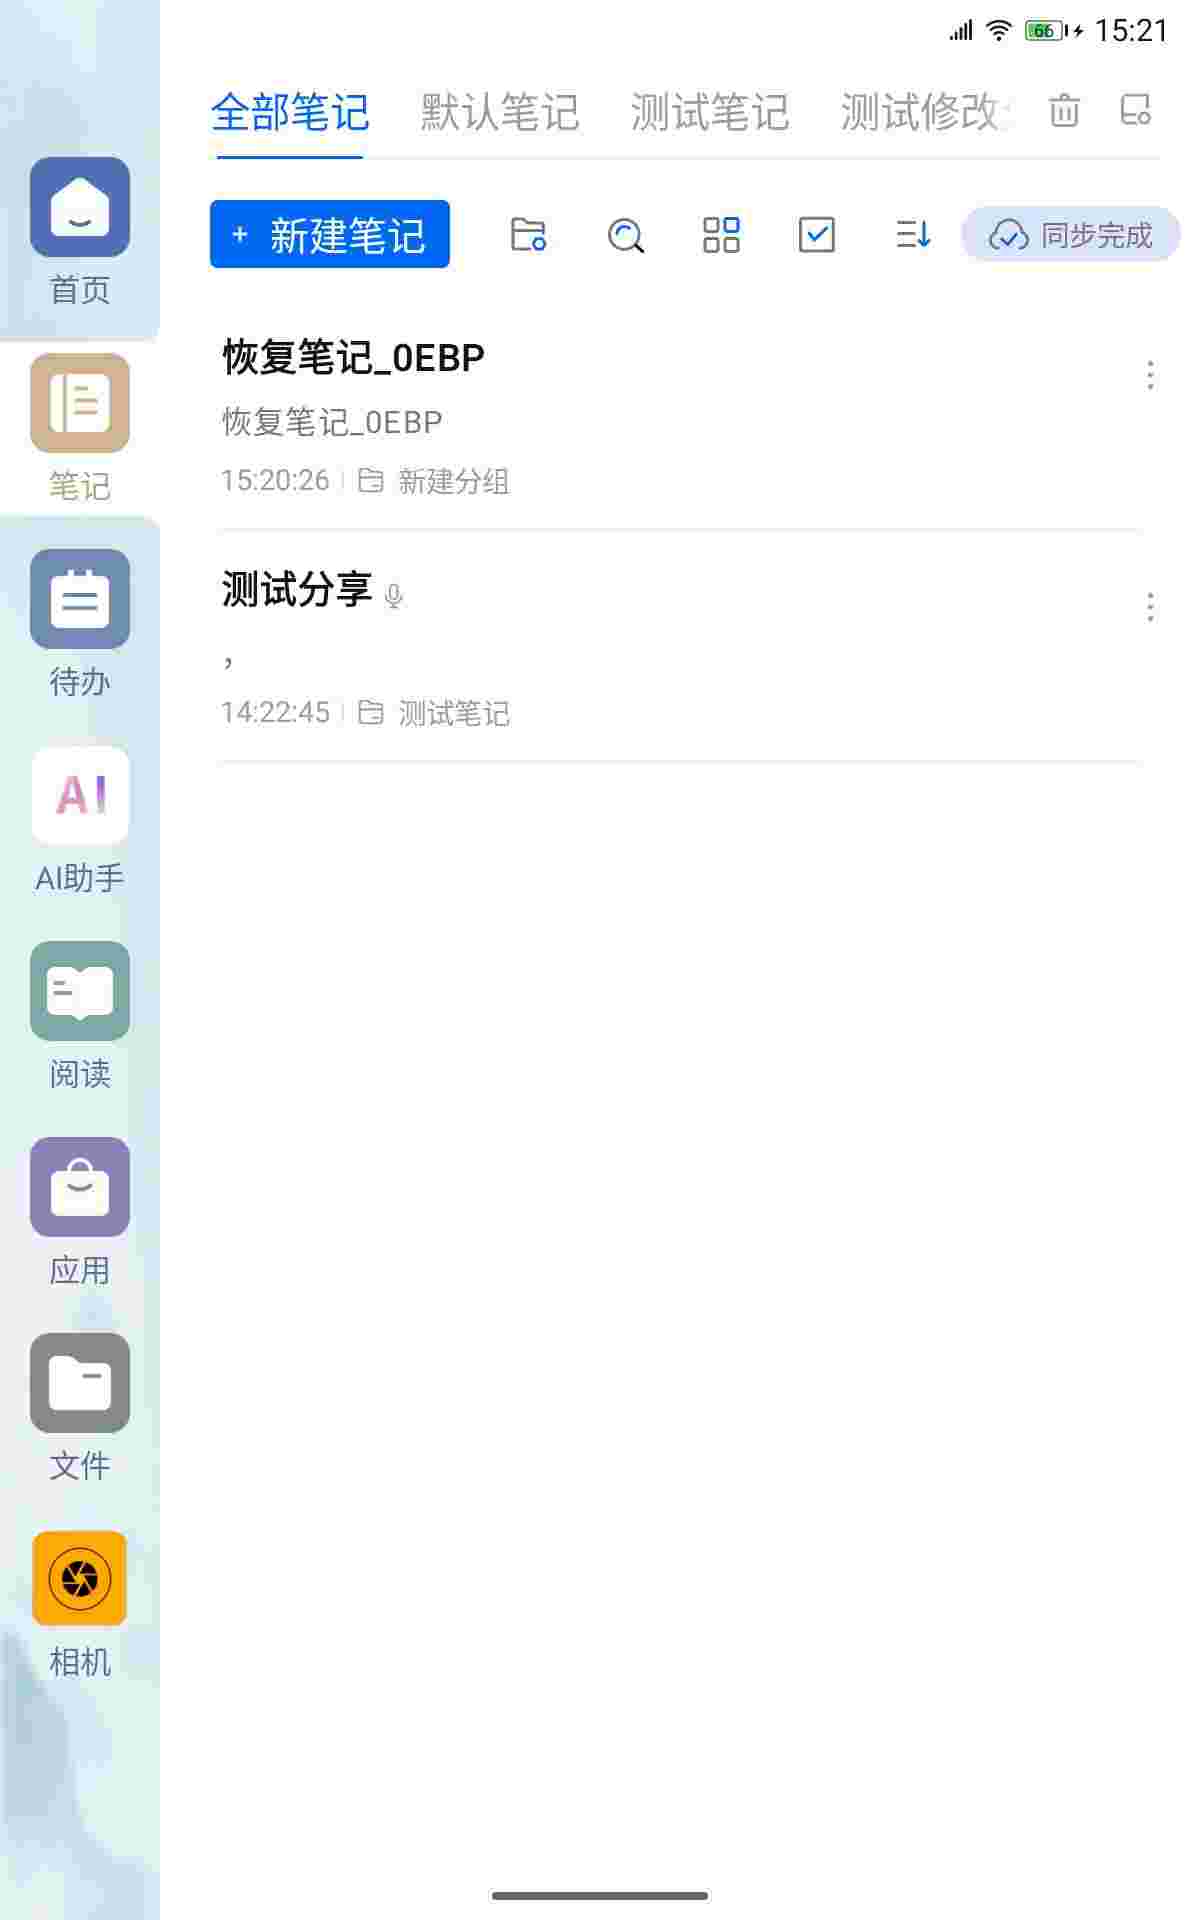 66 15:21
全部笔记 默认笔记 测试笔记 测试修改
+ 新建笔记 同步完成
首页
恢复笔记_0EBP
恢复笔记_0EBP
15:20:26 新建分组
笔记
测试分享
，
14:22:45 测试笔记
待办
AI
AI助手
阅读
应用
文件
相机